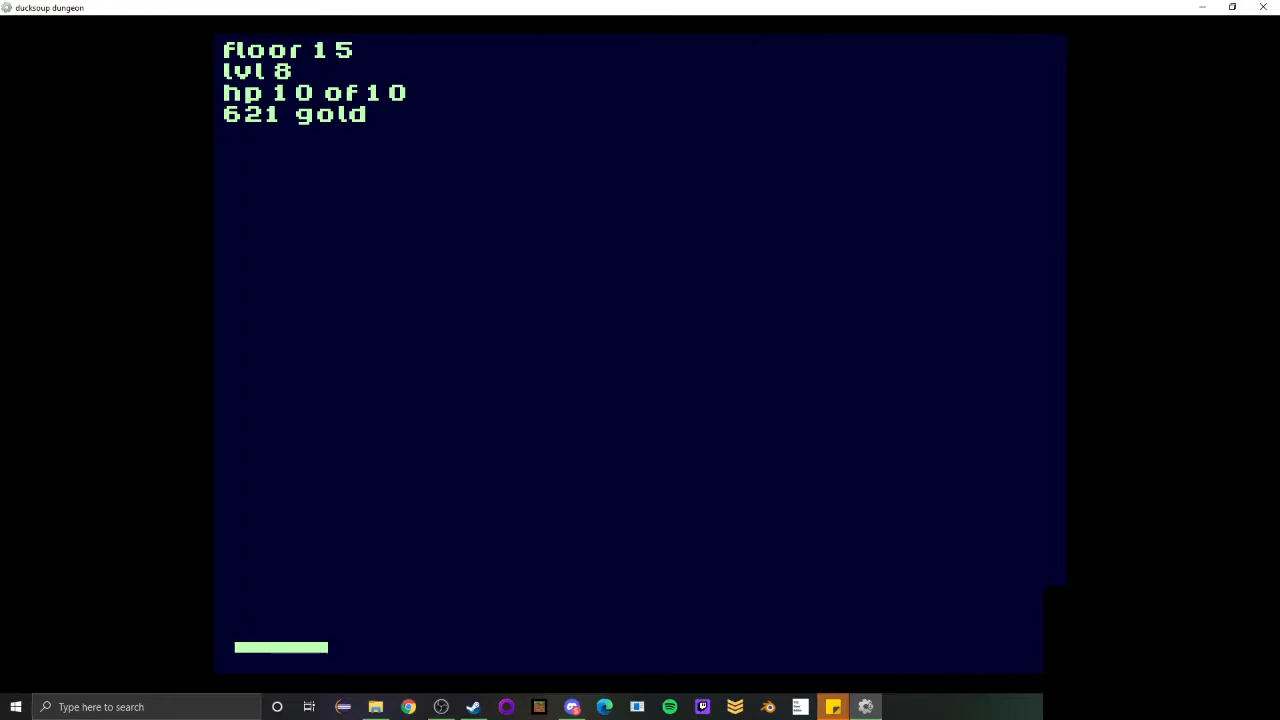 ducksoup dungeon
floor 15
lvl 8
hp 10 of 10
621 gold
Type here to search